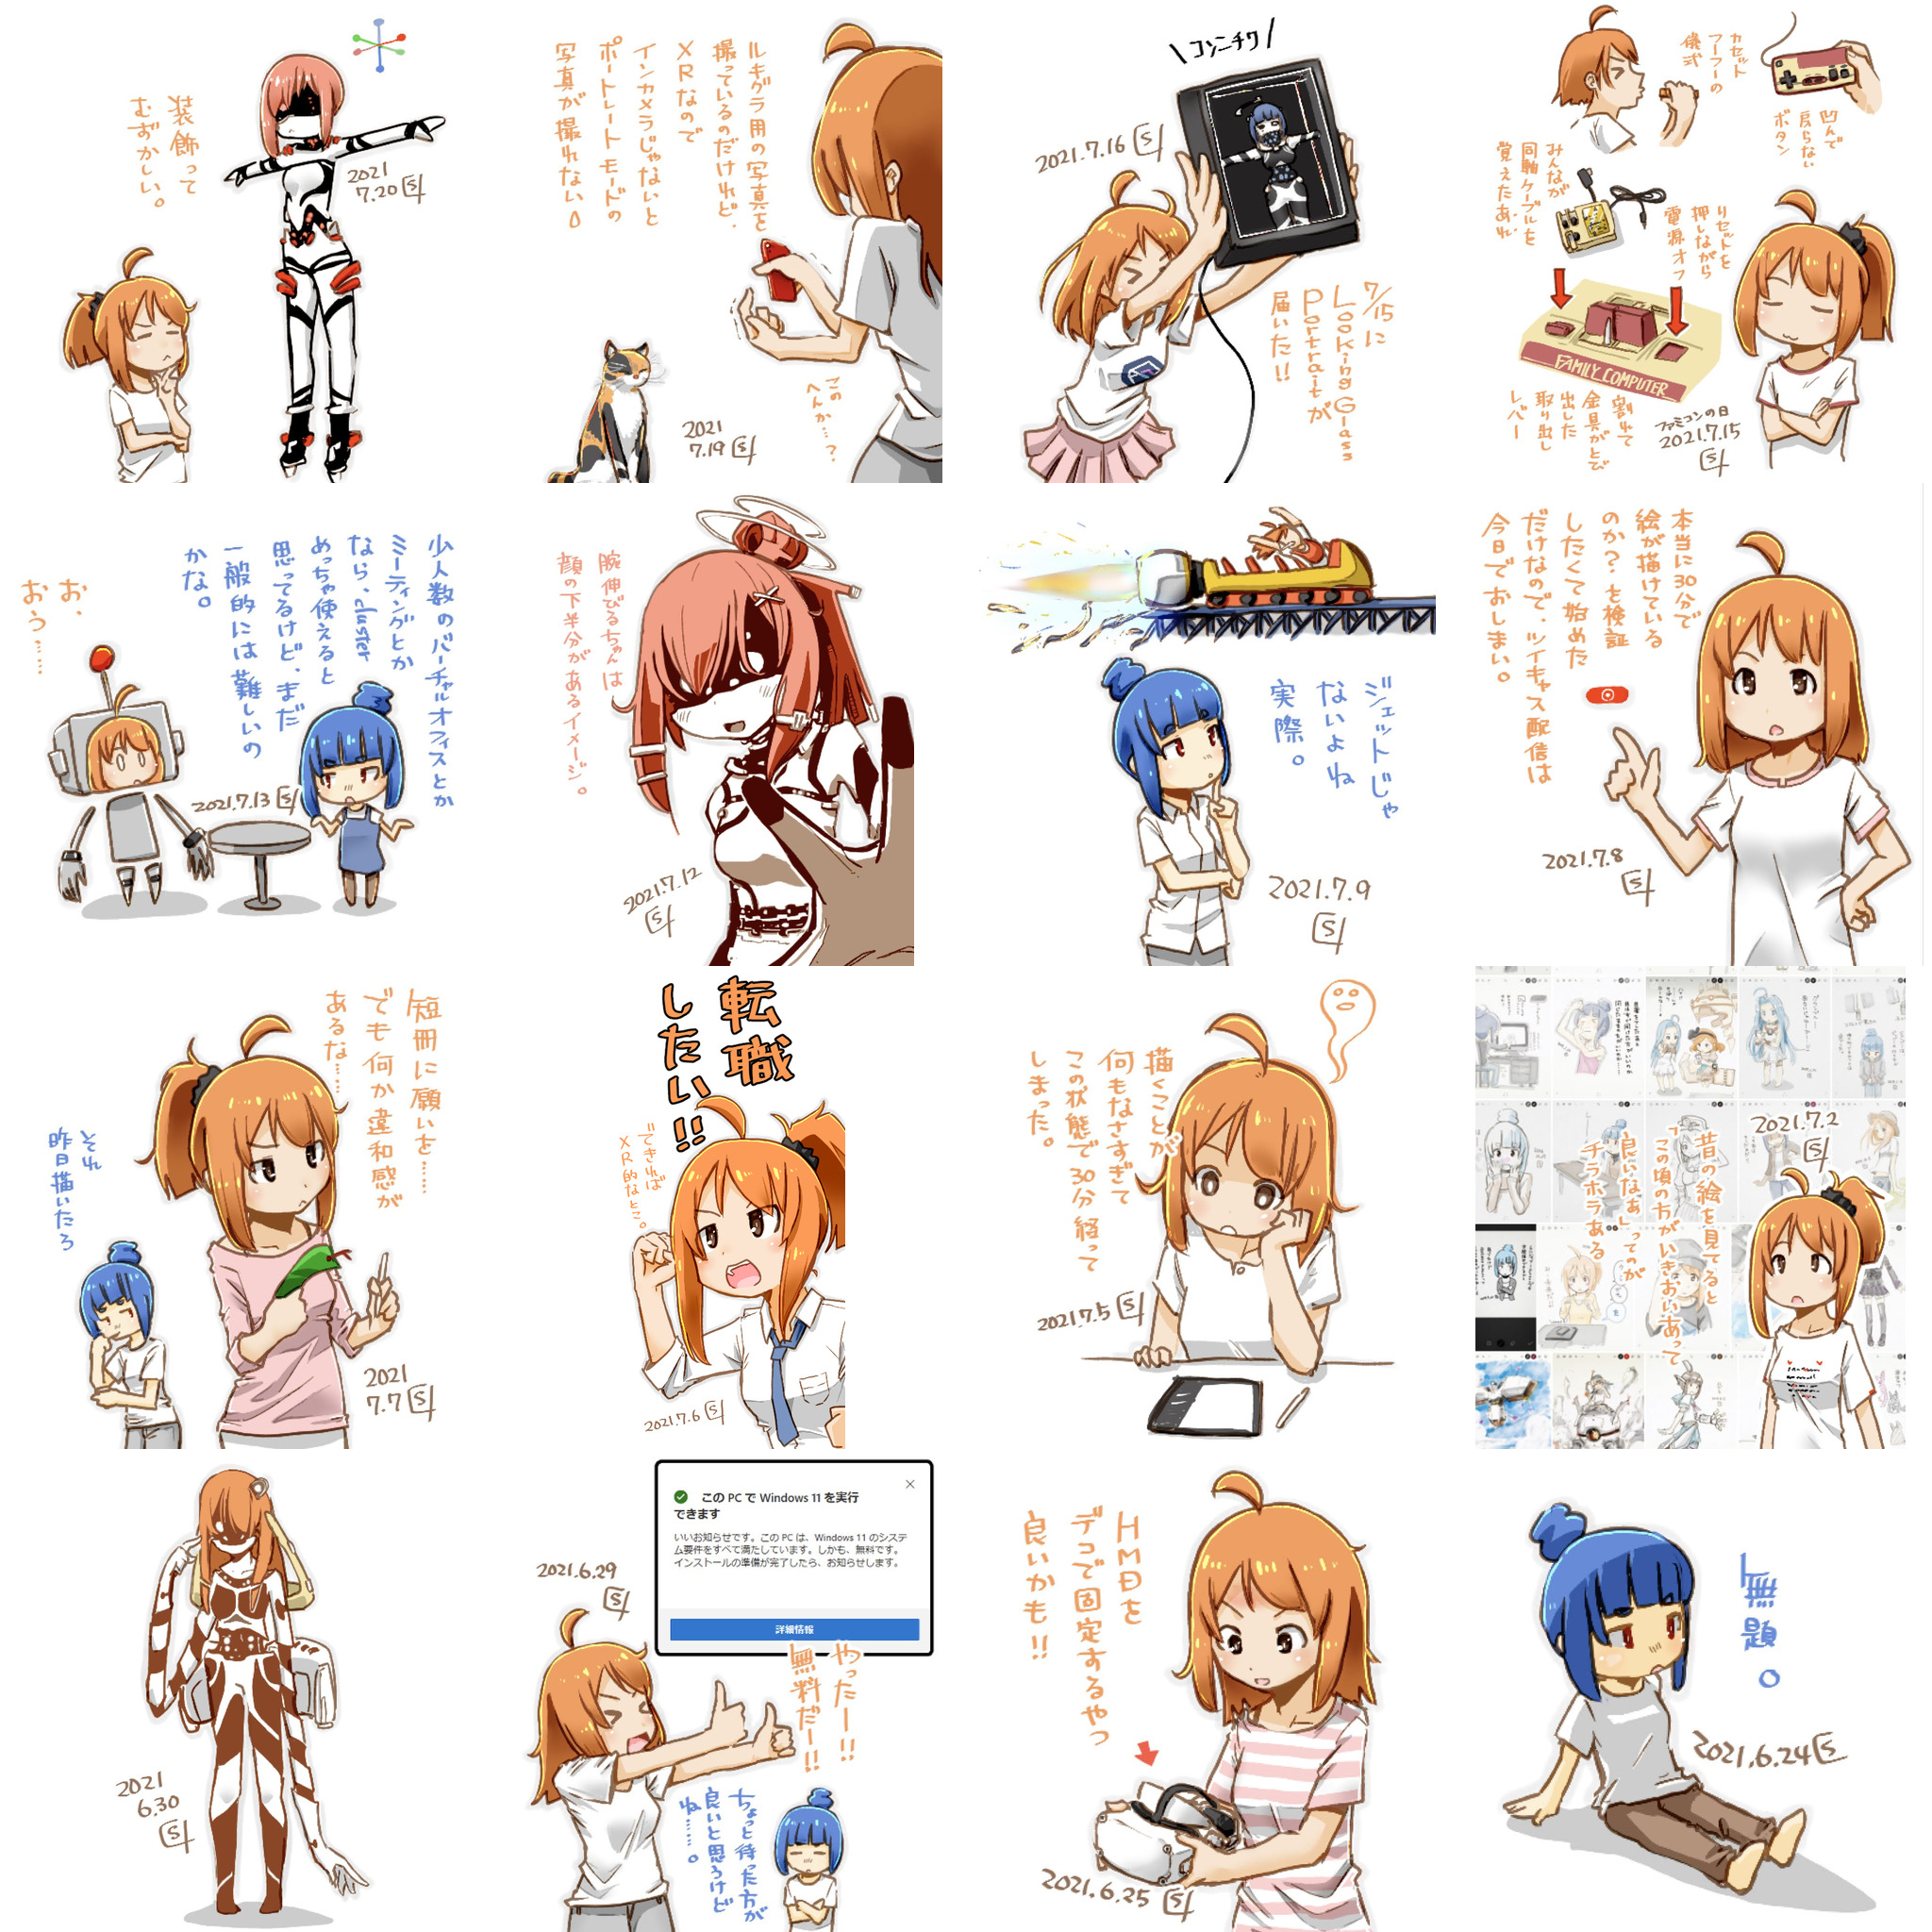 装飾って
むずかしい。
2021
7.20
ルキグラ用の写真を
撮っているのだけれど、
XRなので
インカメラじゃないと
ポートレートモードの
写真が撮れない。
この
へんか…?
2021
7.19
\コンニチワ/
2021.7.16
7/15に
Looking Glass
Portraitが
届いた!!
カセット
フーフーの
儀式
凹んで
戻らない
ボタン
みんなが
同軸ケーブルを
覚えたあれ
リセットを
押しながら
電源オフ
FAMILY COMPUTER
割れて
金具がとび
出した
取り出し
レバー
ファミコンの日
2021.7.15
少人数のバーチャルオフィスとか
ミーティングとか
なら、cluster
めっちゃ使えると
思ってるけど、まだ
一般的には難しいの
かな。
お、
おう……
2021.7.13
腕伸びるちゃんは
顔の下半分があるイメージ。
2021.7.12
ジェットじゃ
ないよね
実際。
2021.7.9
本当に30分で
絵が描けている
のか?を検証
したくて始めた
だけなので、ツイキャス配信は
今日でおしまい。
2021.7.8
短冊に願いを……
でも何か違和感が
あるな……
それ
昨日描いたろ
2021
7.7
転職
したい!!
できれば
XR的なとこ。
2021.7.6
描くことが
何もなさすぎて
この状態で30分経って
しまった。
2021.7.5
2021.7.2
昔の絵を見てると
「この頃の方がいきおいあって
良いなぁ」ってのが
チラホラある
2021
6.30
このPCで Windows 11 を実行
できます
いいお知らせです。この PC は、Windows 11 のシステ
ム要件をすべて満たしています。しかも、無料です。
インストールの準備が完了したら、お知らせします。
詳細情報
2021.6.29
やったー!!
無料だー!!
ちょっと待った方が
良いと思うけど
ね……。
HMDを
デコで固定するやつ
良いかも!!
2021.6.25
無題。
2021.6.24